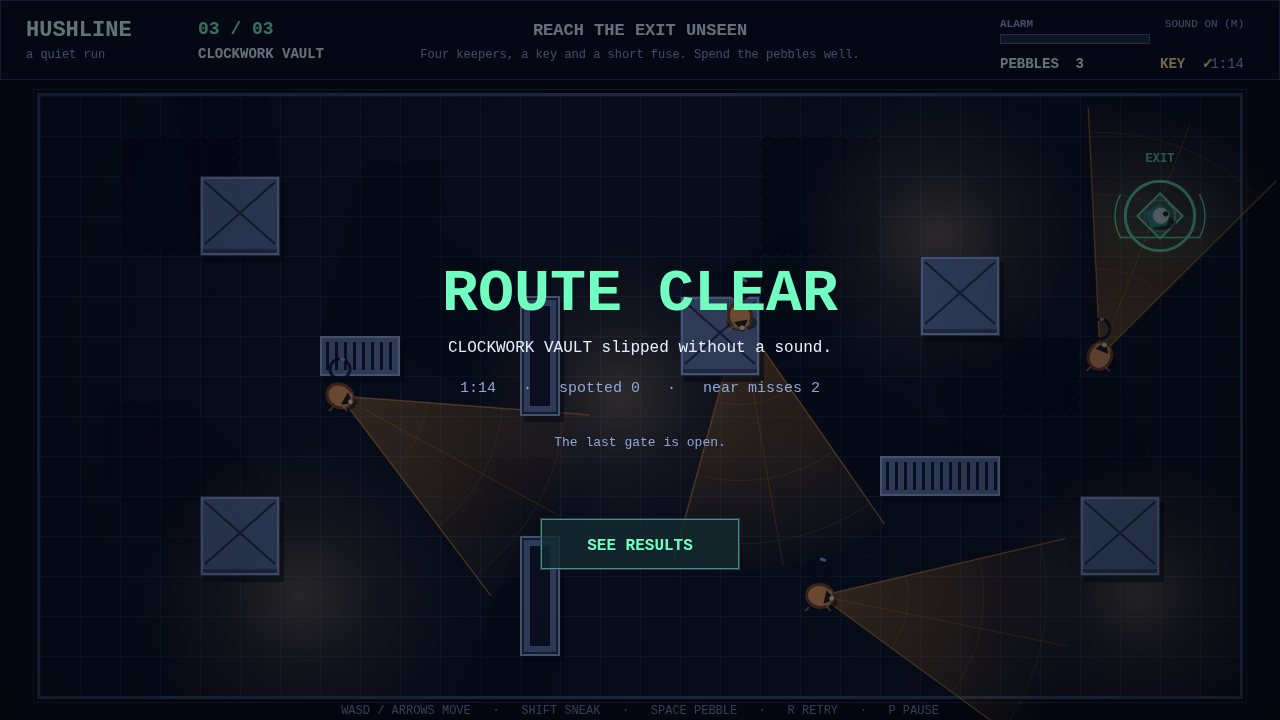 HUSHLINE
a quiet run
03 / 03
CLOCKWORK VAULT
REACH THE EXIT UNSEEN
Four keepers, a key and a short fuse. Spend the pebbles well.
ALARM
SOUND ON (M)
PEBBLES 3
KEY ✓
1:14
EXIT
ROUTE CLEAR
CLOCKWORK VAULT slipped without a sound.
1:14 · spotted 0 · near misses 2
The last gate is open.
SEE RESULTS
WASD / ARROWS MOVE · SHIFT SNEAK · SPACE PEBBLE · R RETRY · P PAUSE